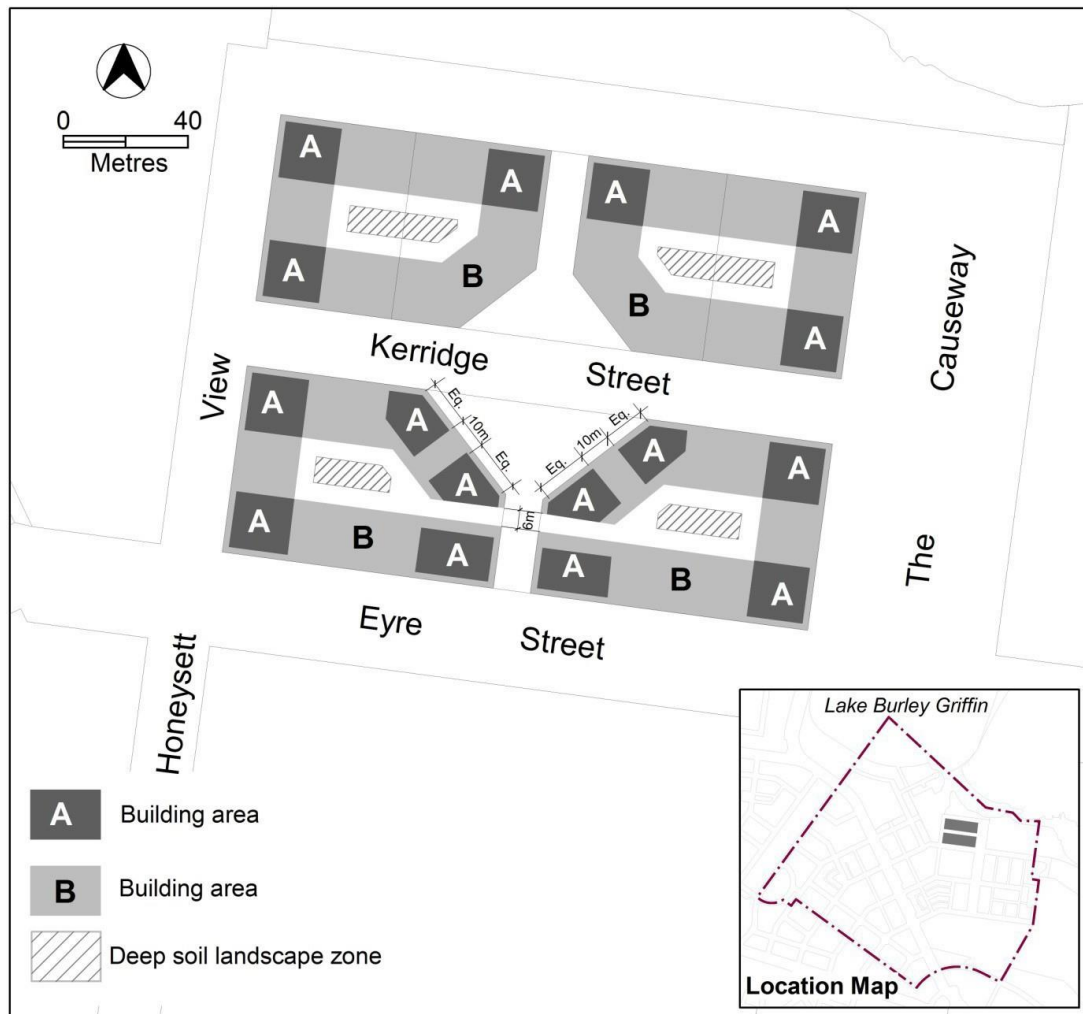 0 40
Metres
A
A
A
A
A
B
A
B
A
Kerridge Street
View
Causeway
Eq.
10m
Eq.
Eq.
10m
Eq.
A
A
A
A
A
A
6m
A
B
A
A
B
A
The
Eyre Street
Honeysett
A Building area
B Building area
Deep soil landscape zone
Lake Burley Griffin
Location Map